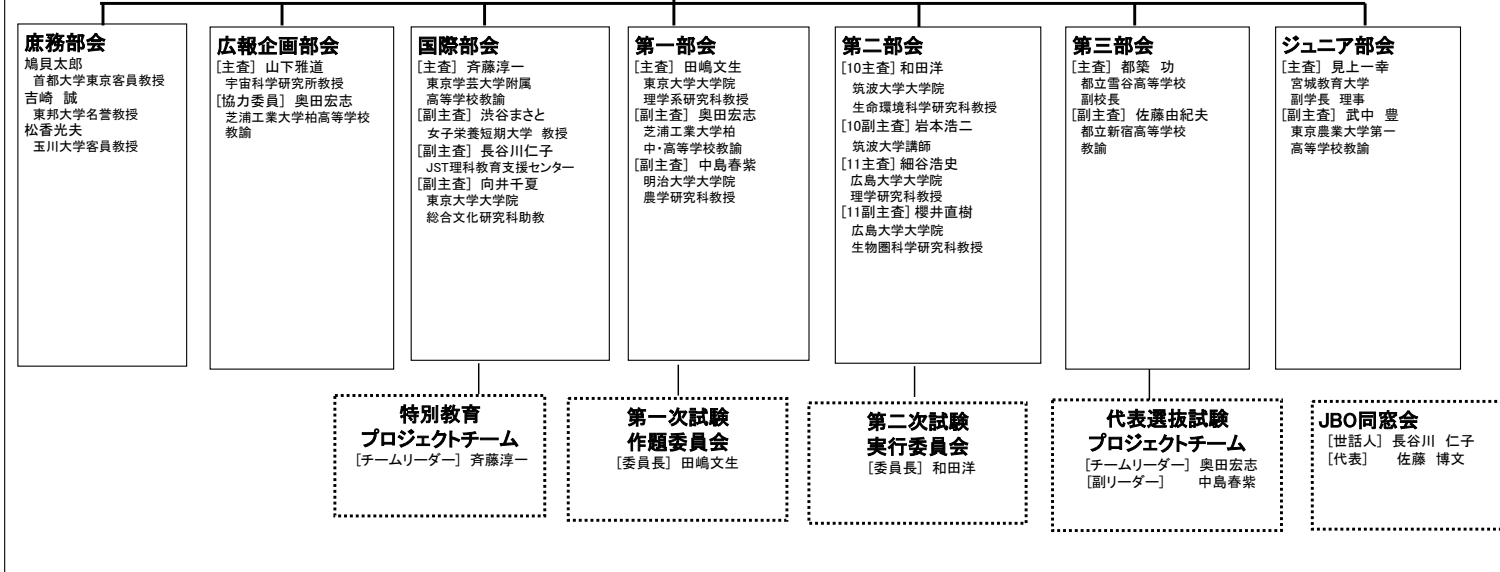 庶務部会
鳩貝太郎
首都大学東京客員教授
吉崎 誠
東邦大学名誉教授
松香光夫
玉川大学客員教授
広報企画部会
[主査] 山下雅道
宇宙科学研究所教授
[協力委員] 奥田宏志
芝浦工業大学柏高等学校
教諭
国際部会
[主査] 斉藤淳一
東京学芸大学附属
高等学校教諭
[副主査] 渋谷まさと
女子栄養短期大学 教授
[副主査] 長谷川仁子
JST理科教育支援センター
[副主査] 向井千夏
東京大学大学院
総合文化研究科助教
第一部会
[主査] 田嶋文生
東京大学大学院
理学系研究科教授
[副主査] 奥田宏志
芝浦工業大学柏
中・高等学校教諭
[副主査] 中島春紫
明治大学大学院
農学研究科教授
第二部会
[10主査] 和田洋
筑波大学大学院
生命環境科学研究科教授
[10副主査] 岩本浩二
筑波大学講師
[11主査] 細谷浩史
広島大学大学院
理学研究科教授
[11副主査] 櫻井直樹
広島大学大学院
生物圏科学研究科教授
第三部会
[主査] 都築 功
都立雪谷高等学校
副校長
[副主査] 佐藤由紀夫
都立新宿高等学校
教諭
ジュニア部会
[主査] 見上一幸
宮城教育大学
副学長 理事
[副主査] 武中 豊
東京農業大学第一
高等学校教諭
特別教育
プロジェクトチーム
[チームリーダー] 斉藤淳一
第一次試験
作題委員会
[委員長] 田嶋文生
第二次試験
実行委員会
[委員長] 和田洋
代表選抜試験
プロジェクトチーム
[チームリーダー] 奥田宏志
[副リーダー] 中島春紫
JBO同窓会
[世話人] 長谷川 仁子
[代表] 佐藤 博文